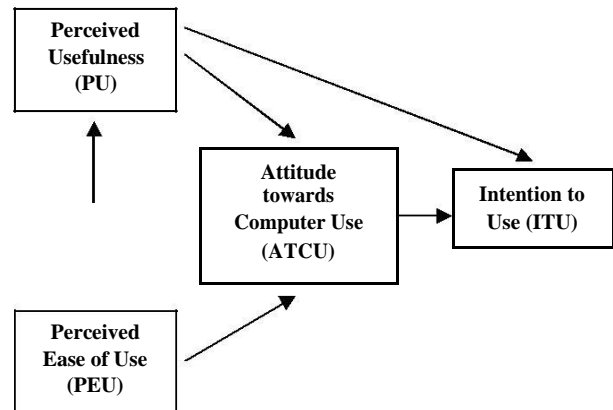 Perceived
Usefulness
(PU)
Attitude
towards
Computer Use
(ATCU)
Intention to
Use (ITU)
Perceived
Ease of Use
(PEU)